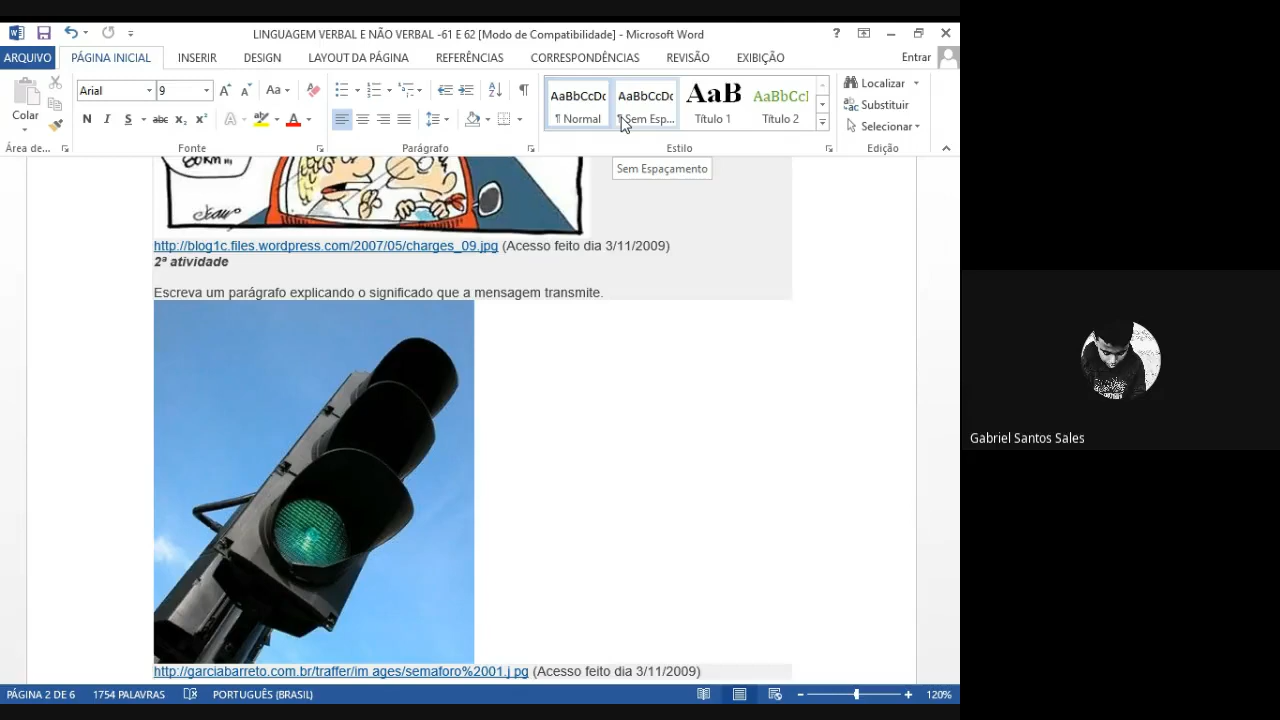 LINGUAGEM VERBAL E NÃO VERBAL -61 E 62 [Modo de Compatibilidade] - Microsoft Word
?
ARQUIVO PÁGINA INICIAL INSERIR DESIGN LAYOUT DA PÁGINA REFERÊNCIAS CORRESPONDÊNCIAS REVISÃO EXIBIÇÃO Entrar
Colar
Arial 9 A A Aa
N I S abc x₂ x² A A
AaBbCcDc AaBbCcDc AaB AaBbCcl
¶ Normal ¶ Sem Esp... Título 1 Título 2
Localizar
Substituir
Selecionar
Área de... Fonte Parágrafo Estilo Edição
Sem Espaçamento
80KM!!!
http://blog1c.files.wordpress.com/2007/05/charges_09.jpg (Acesso feito dia 3/11/2009)
2ª atividade
Escreva um parágrafo explicando o significado que a mensagem transmite.
http://garciabarreto.com.br/traffer/im ages/semaforo%2001.j pg (Acesso feito dia 3/11/2009)
PÁGINA 2 DE 6 1754 PALAVRAS PORTUGUÊS (BRASIL) 120%
Gabriel Santos Sales